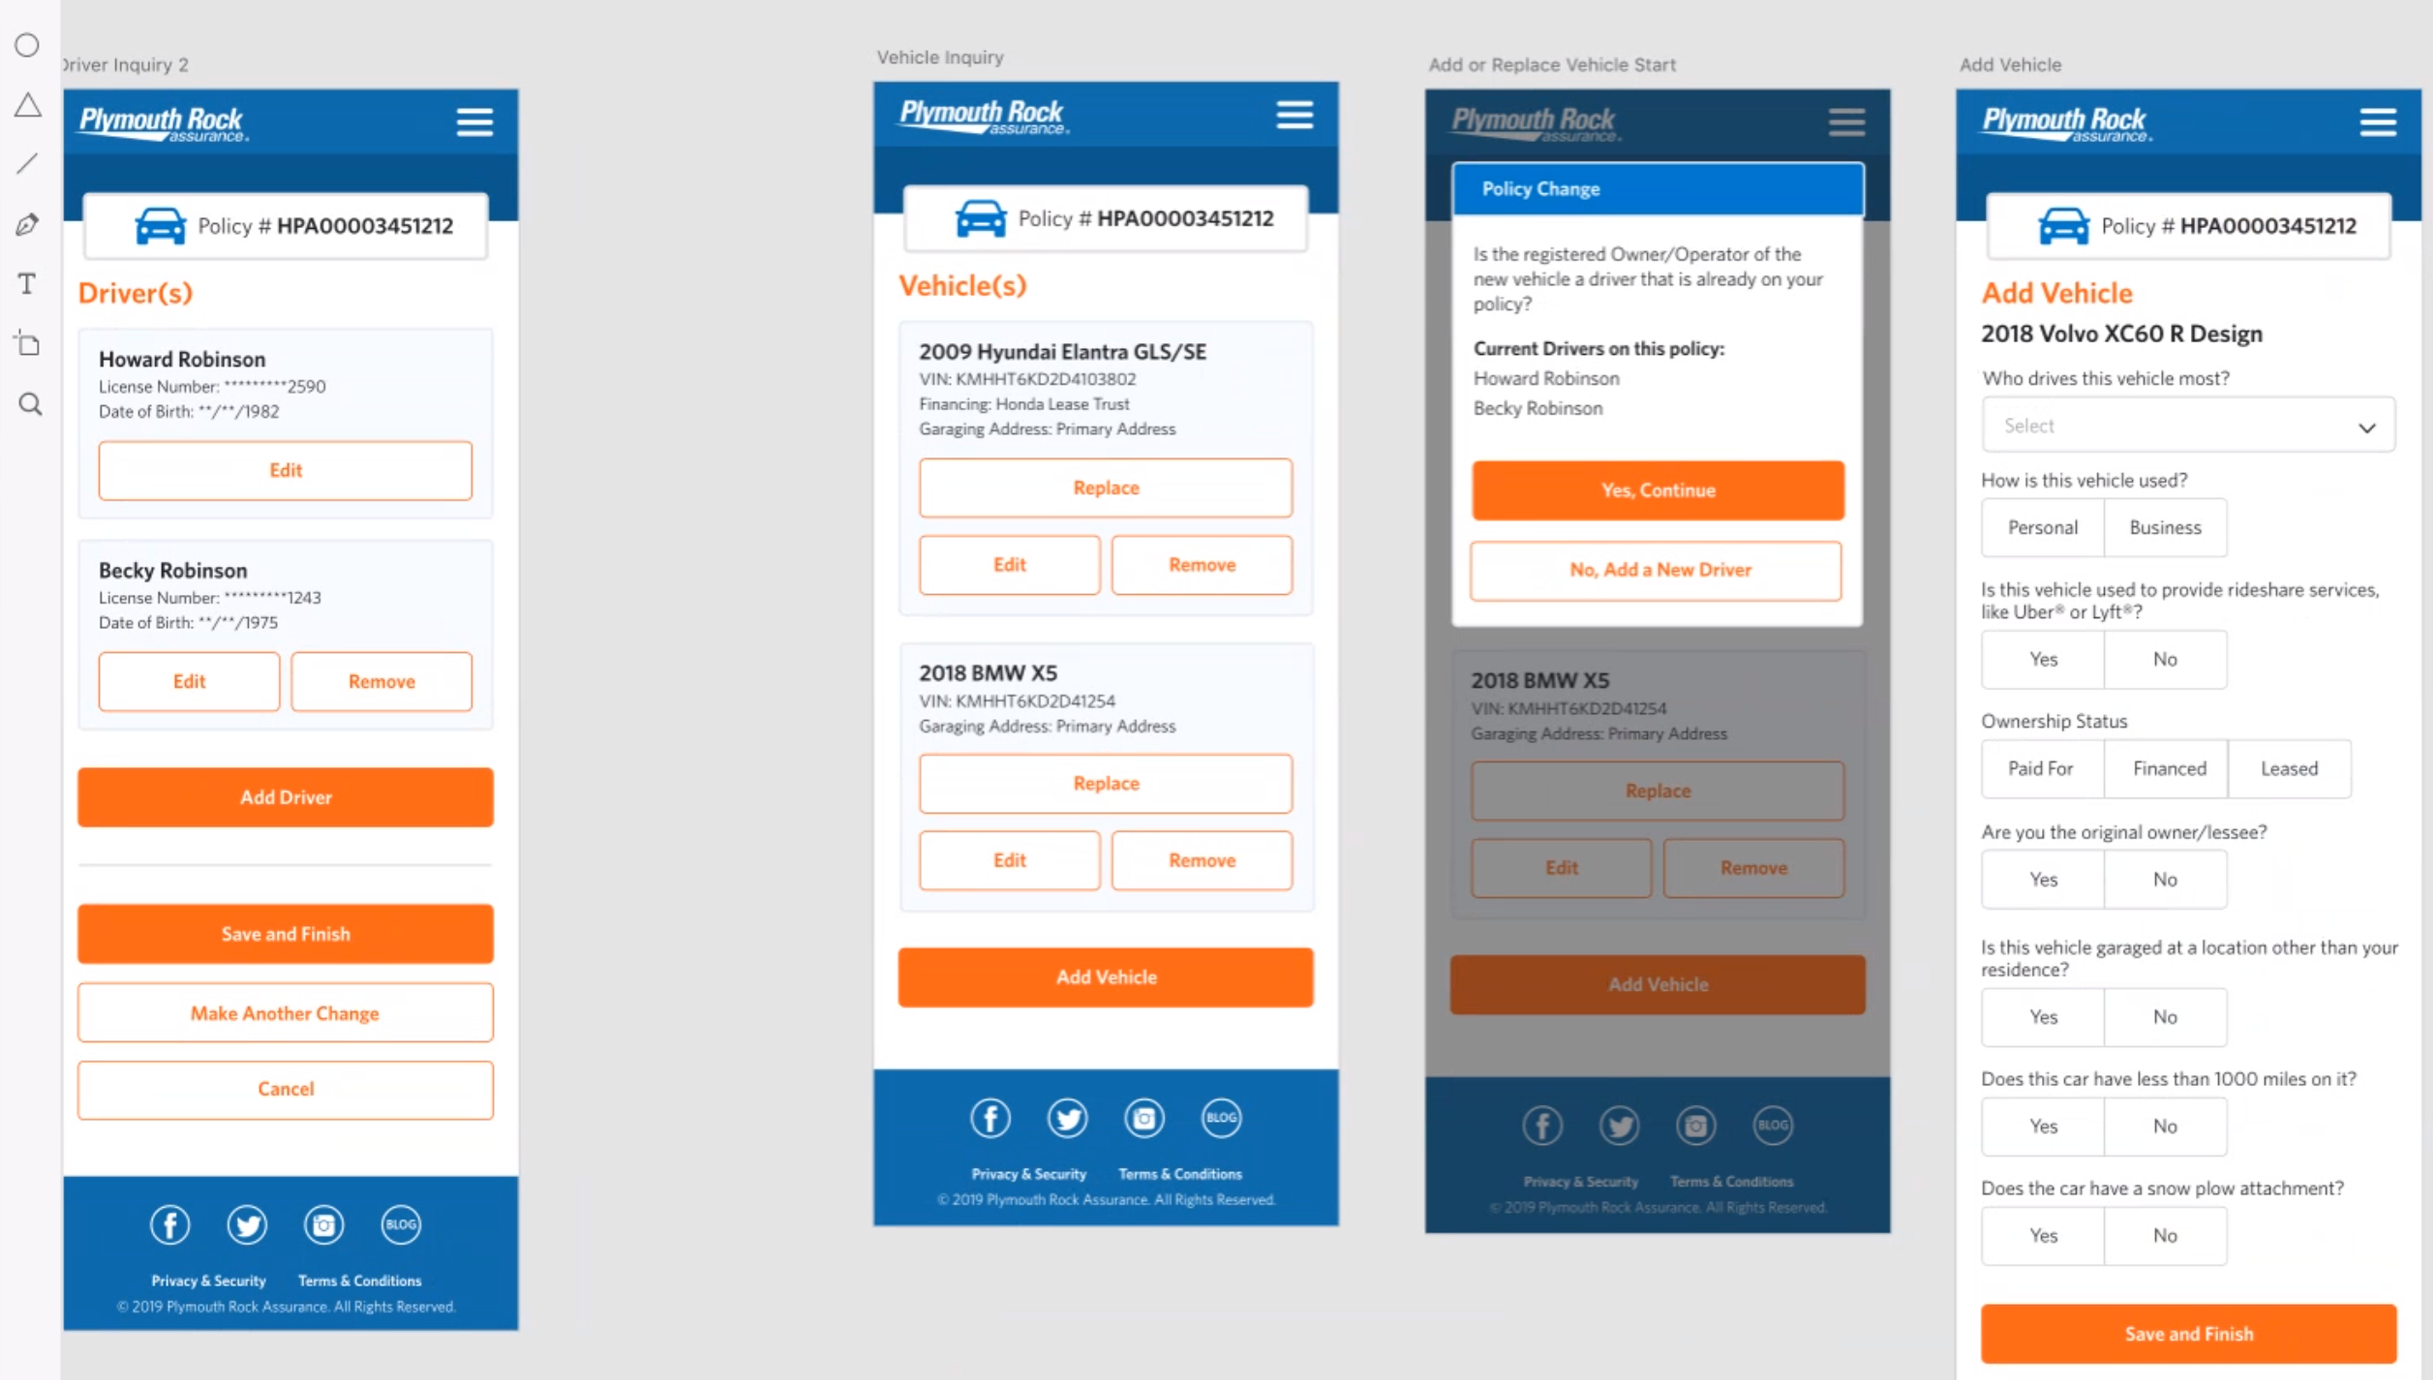 Driver Inquiry 2
Plymouth Rock
assurance.
Policy # HPA00003451212
Driver(s)
Howard Robinson
License Number: *********2590
Date of Birth: **/**/1982
Edit
Becky Robinson
License Number: *********1243
Date of Birth: **/**/1975
Edit Remove
Add Driver
Save and Finish
Make Another Change
Cancel
BLOG
Privacy & Security Terms & Conditions
© 2019 Plymouth Rock Assurance. All Rights Reserved.
Vehicle Inquiry
Plymouth Rock
assurance.
Policy # HPA00003451212
Vehicle(s)
2009 Hyundai Elantra GLS/SE
VIN: KMHHT6KD2D4103802
Financing: Honda Lease Trust
Garaging Address: Primary Address
Replace
Edit Remove
2018 BMW X5
VIN: KMHHT6KD2D41254
Garaging Address: Primary Address
Replace
Edit Remove
Add Vehicle
BLOG
Privacy & Security Terms & Conditions
© 2019 Plymouth Rock Assurance. All Rights Reserved.
Add or Replace Vehicle Start
Plymouth Rock
assurance.
Policy Change
Is the registered Owner/Operator of the
new vehicle a driver that is already on your
policy?
Current Drivers on this policy:
Howard Robinson
Becky Robinson
Yes, Continue
No, Add a New Driver
2018 BMW X5
VIN: KMHHT6KD2D41254
Garaging Address: Primary Address
Replace
Edit Remove
Add Vehicle
BLOG
Privacy & Security Terms & Conditions
© 2019 Plymouth Rock Assurance. All Rights Reserved.
Add Vehicle
Plymouth Rock
assurance.
Policy # HPA00003451212
Add Vehicle
2018 Volvo XC60 R Design
Who drives this vehicle most?
Select
How is this vehicle used?
Personal Business
Is this vehicle used to provide rideshare services,
like Uber® or Lyft®?
Yes No
Ownership Status
Paid For Financed Leased
Are you the original owner/lessee?
Yes No
Is this vehicle garaged at a location other than your
residence?
Yes No
Does this car have less than 1000 miles on it?
Yes No
Does the car have a snow plow attachment?
Yes No
Save and Finish